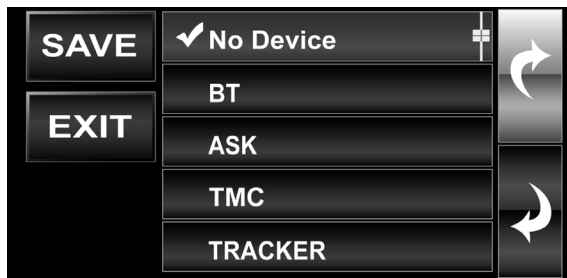 SAVE
EXIT
No Device
BT
ASK
TMC
TRACKER